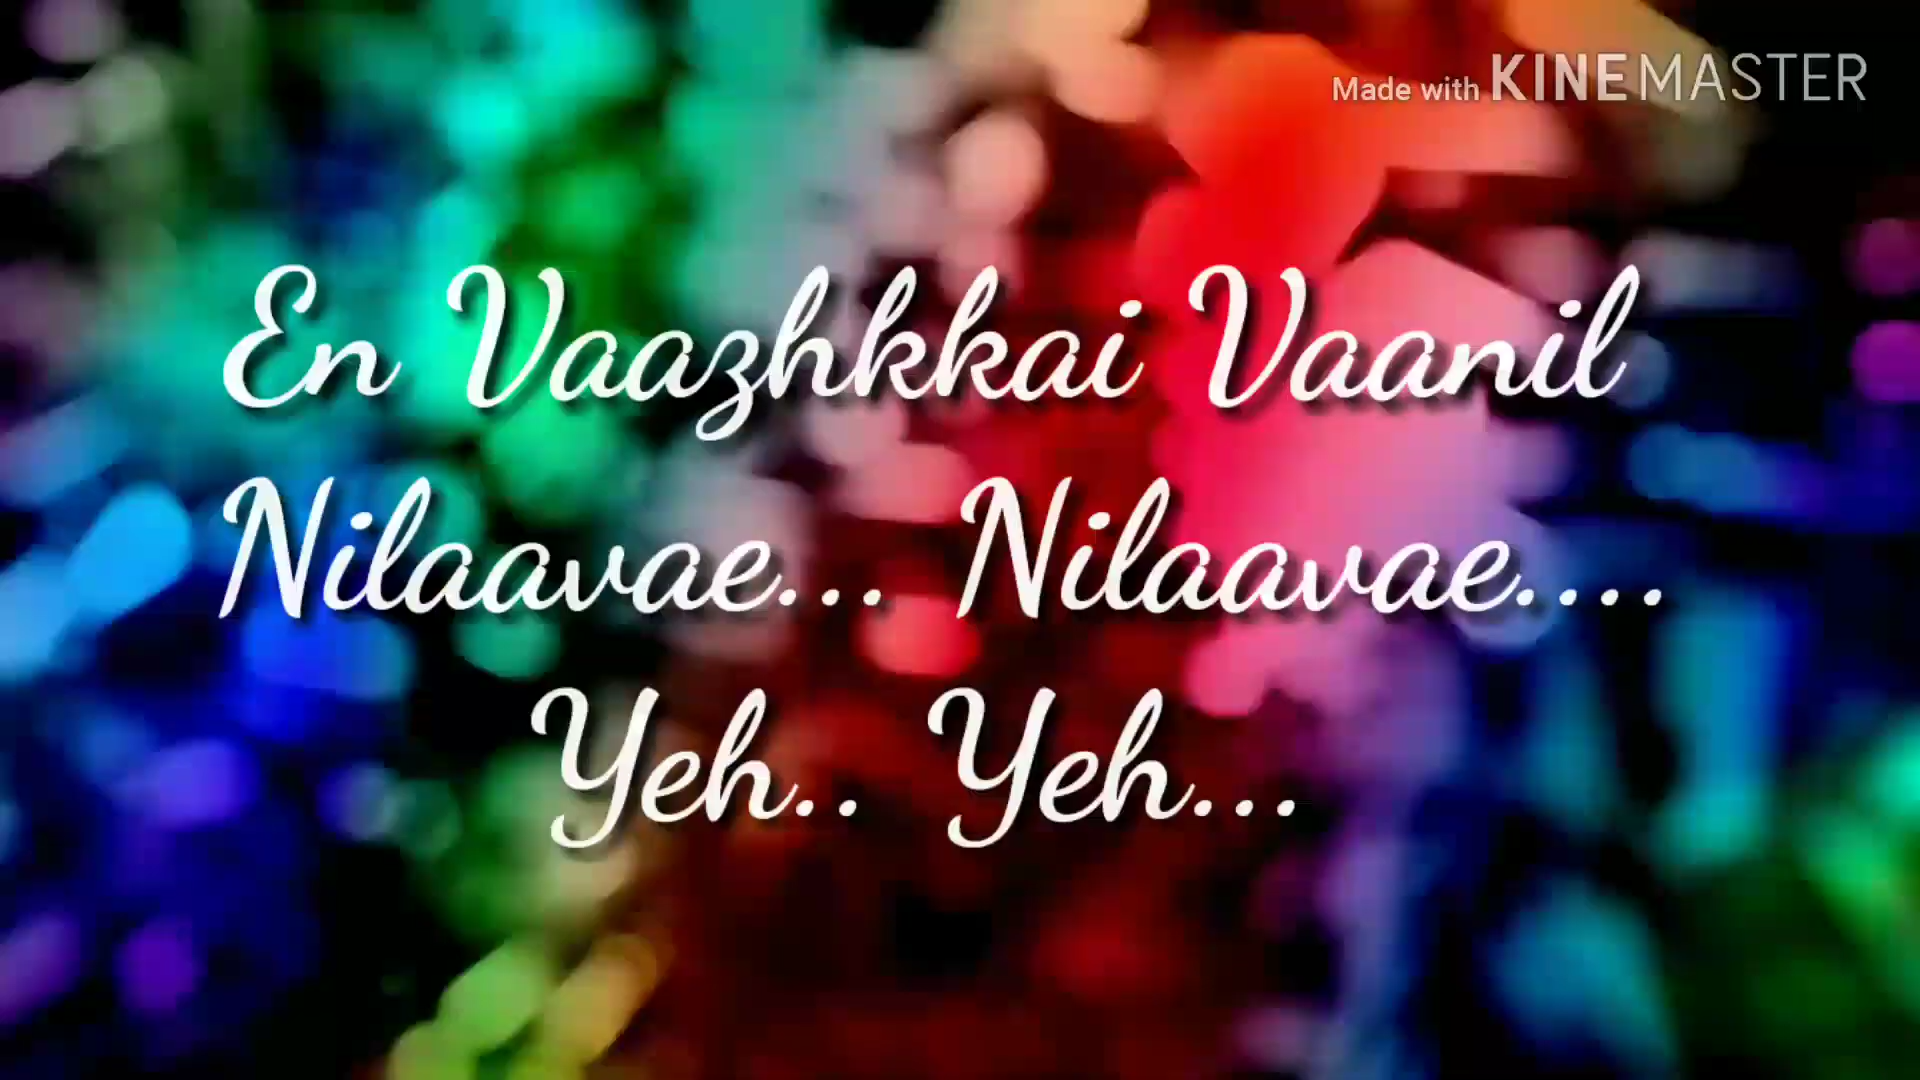 Made with KINEMASTER
En Vaazhkkai Vaanil
Nilaavae... Nilaavae....
Yeh.. Yeh...